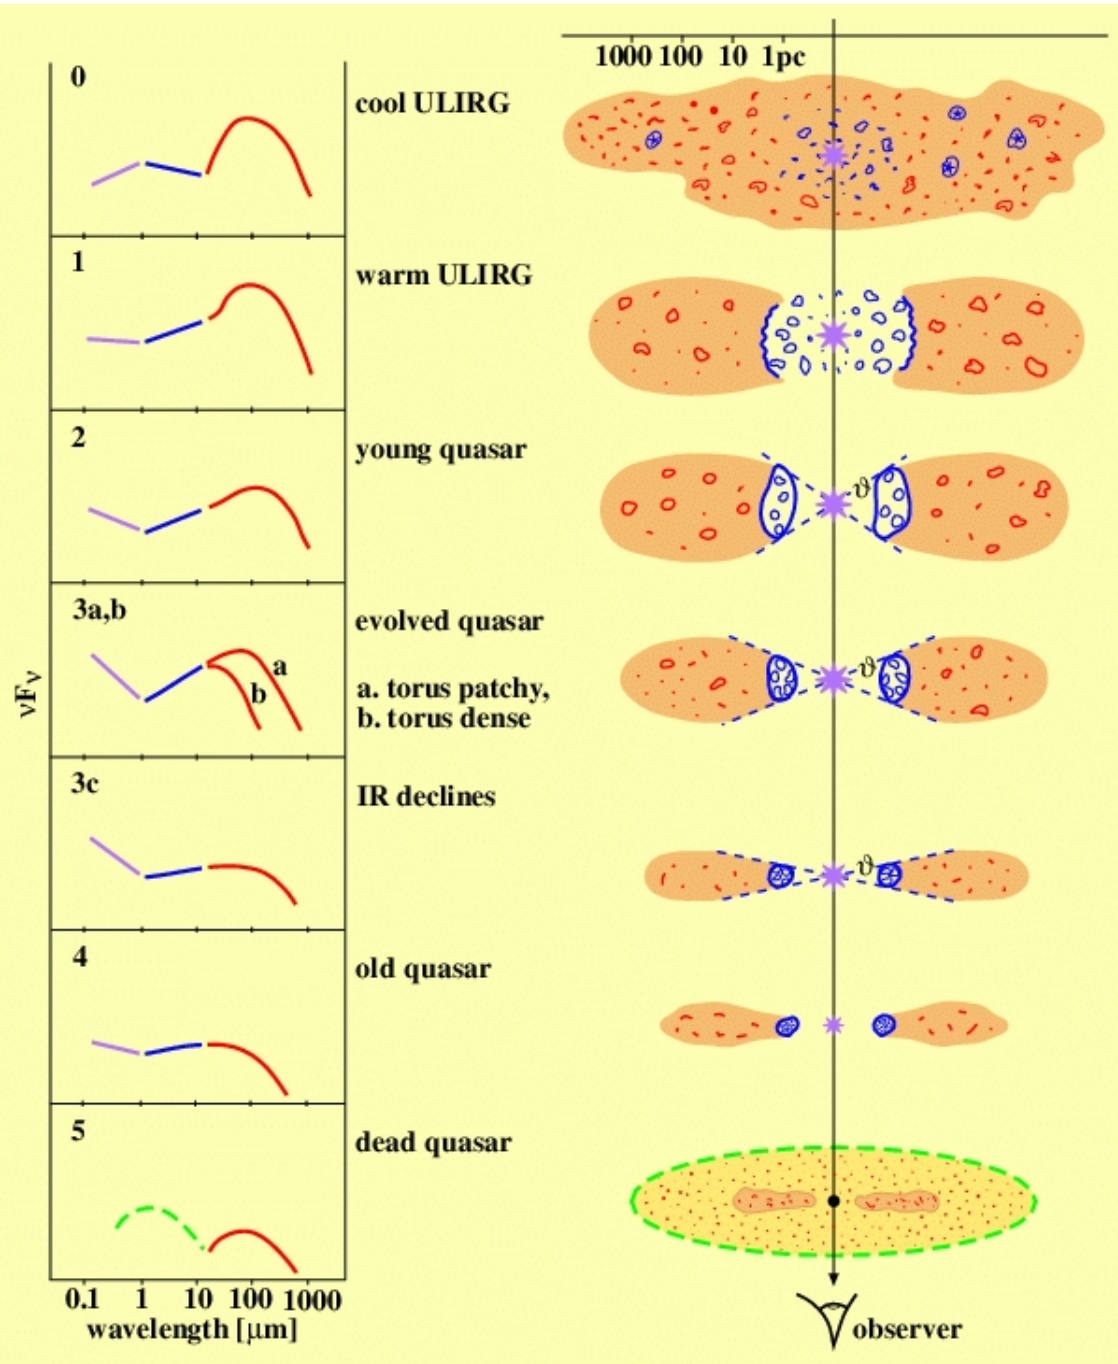 1000 100 10 1pc
0
cool ULIRG
1
warm ULIRG
2
young quasar
ϑ
3a,b
evolved quasar
a
b
a. torus patchy,
b. torus dense
ϑ
νFν
3c
IR declines
ϑ
4
old quasar
5
dead quasar
0.1 1 10 100 1000
wavelength [μm]
observer